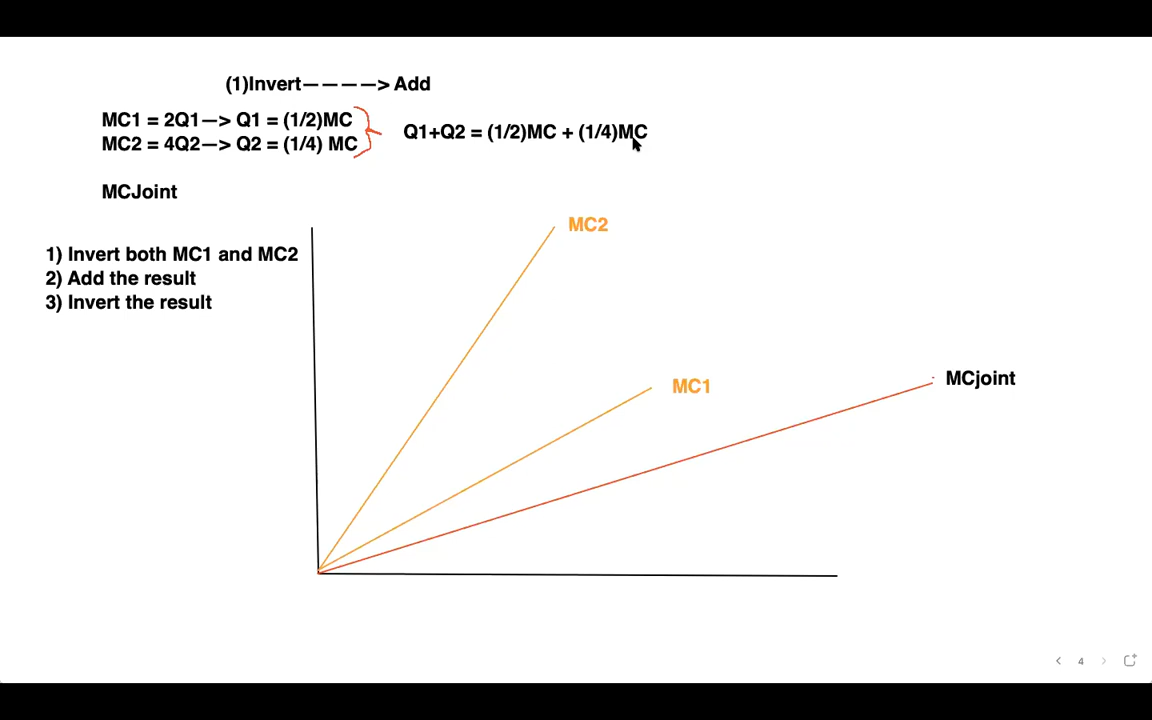 (1)Invert————> Add
MC1 = 2Q1—> Q1 = (1/2)MC
MC2 = 4Q2—> Q2 = (1/4) MC
Q1+Q2 = (1/2)MC + (1/4)MC
MCJoint
1) Invert both MC1 and MC2
2) Add the result
3) Invert the result
MC2
MC1
MCjoint
4